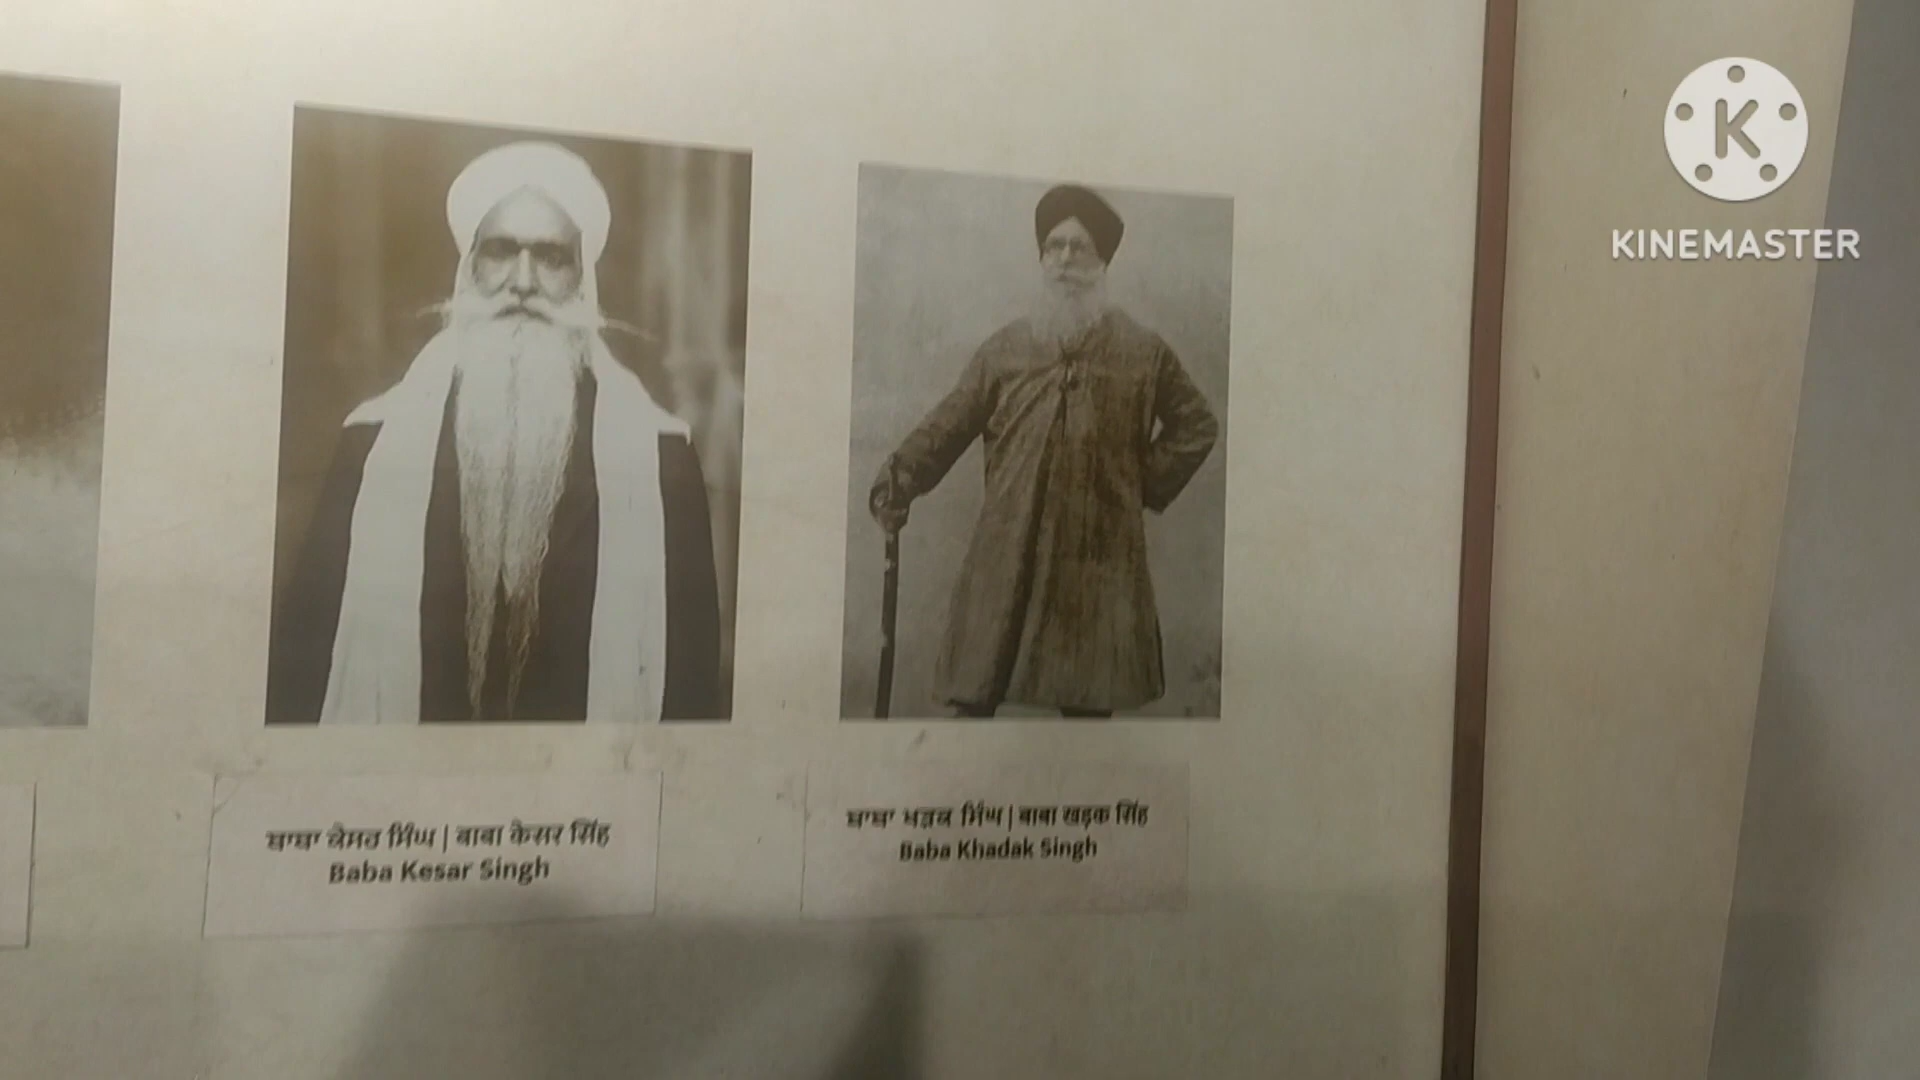 ਬਾਬਾ ਕੇਸਰ ਸਿੰਘ | बाबा केसर सिंह
Baba Kesar Singh
ਬਾਬਾ ਖੜਕ ਸਿੰਘ | बाबा खड़क सिंह
Baba Khadak Singh
K
KINEMASTER